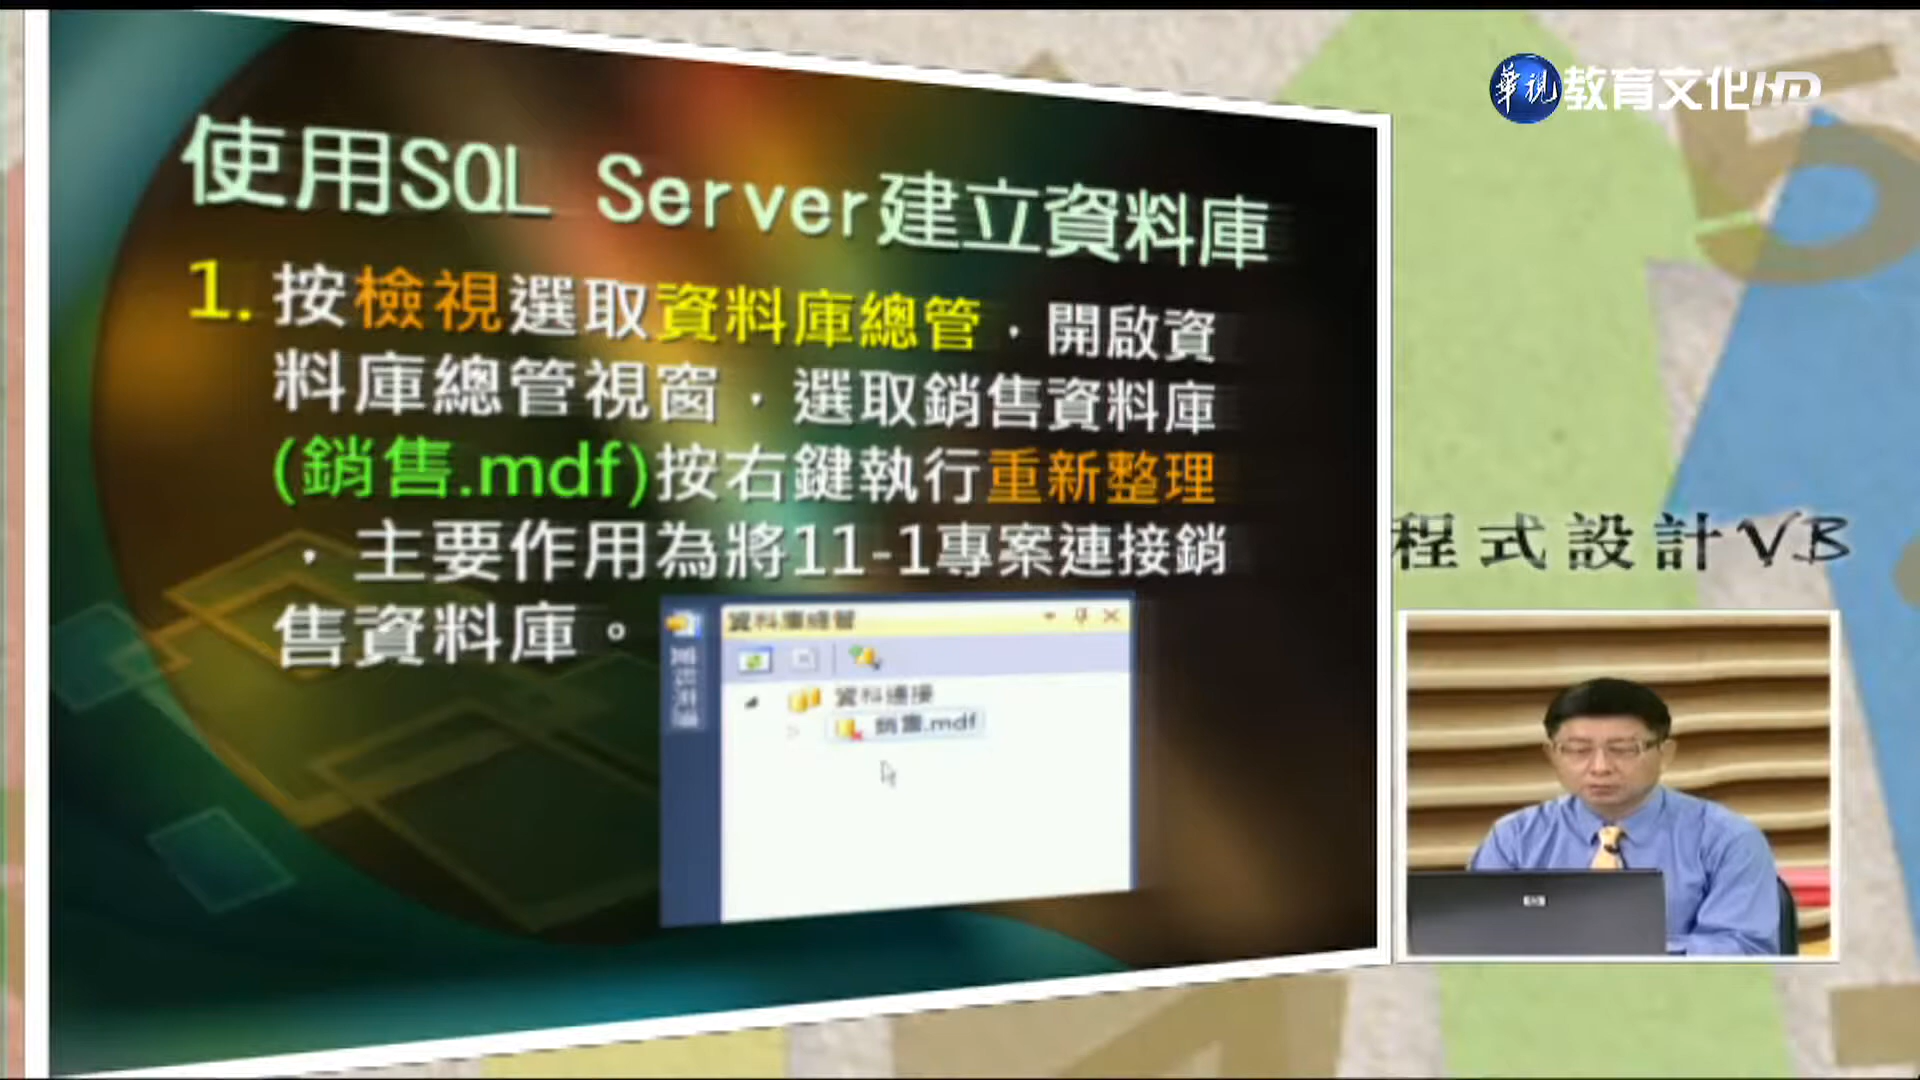 華視 教育文化HD
使用SQL Server建立資料庫
1. 按檢視選取資料庫總管，開啟資
料庫總管視窗，選取銷售資料庫
(銷售.mdf)按右鍵執行重新整理
，主要作用為將11-1專案連接銷
售資料庫。
資料庫總管
資料連接
銷售.mdf
程式設計VB
hp